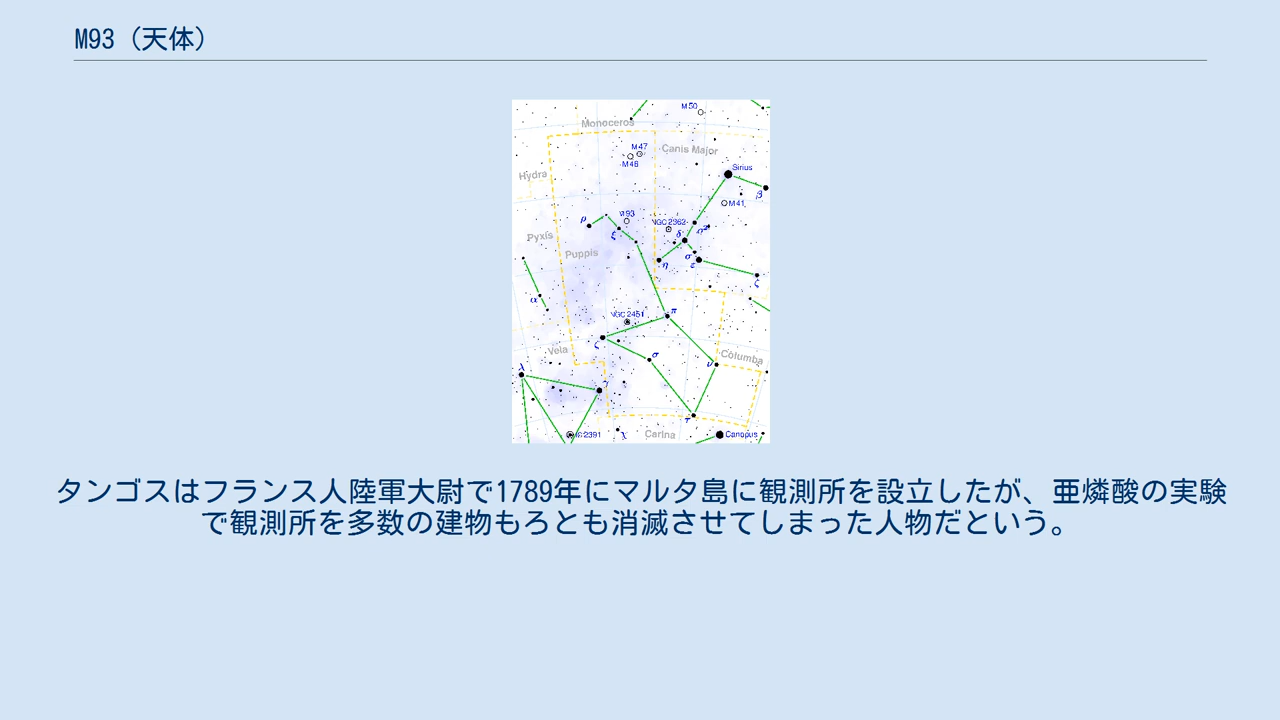 M93（天体）
M50
Monoceros
M47
Canis Major
M46
Sirius
Hydra
β
M41
ρ
M93
NGC 2362
ξ
δ
ο²
Pyxis
Puppis
σ
η
ε
ζ
α
NGC 2451
π
ζ
Vela
σ
Columba
υ
λ
γ
τ
IC 2391
χ
Carina
Canopus
タンゴスはフランス人陸軍大尉で1789年にマルタ島に観測所を設立したが、亜燐酸の実験
で観測所を多数の建物もろとも消滅させてしまった人物だという。